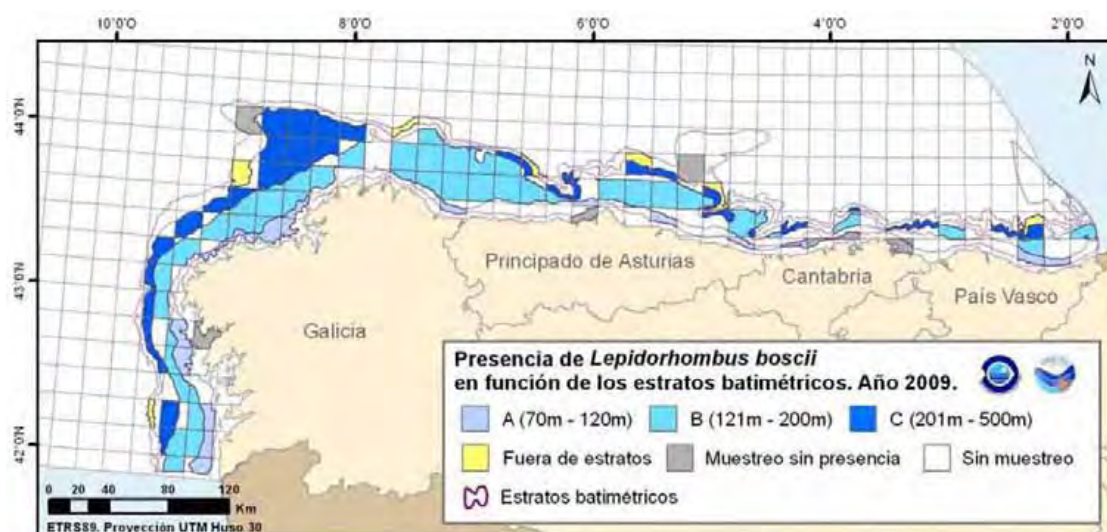 10°0'O 8°0'O 6°0'O 4°0'O 2°0'O
N
44°0'N
43°0'N
42°0'N
Principado de Asturias
Cantabria
País Vasco
Galicia
Presencia de Lepidorhombus boscii
en función de los estratos batimétricos. Año 2009.
A (70m - 120m) B (121m - 200m) C (201m - 500m)
Fuera de estratos Muestreo sin presencia Sin muestreo
Estratos batimétricos
0 20 40 80 120
Km
ETRS89. Proyección UTM Huso 30